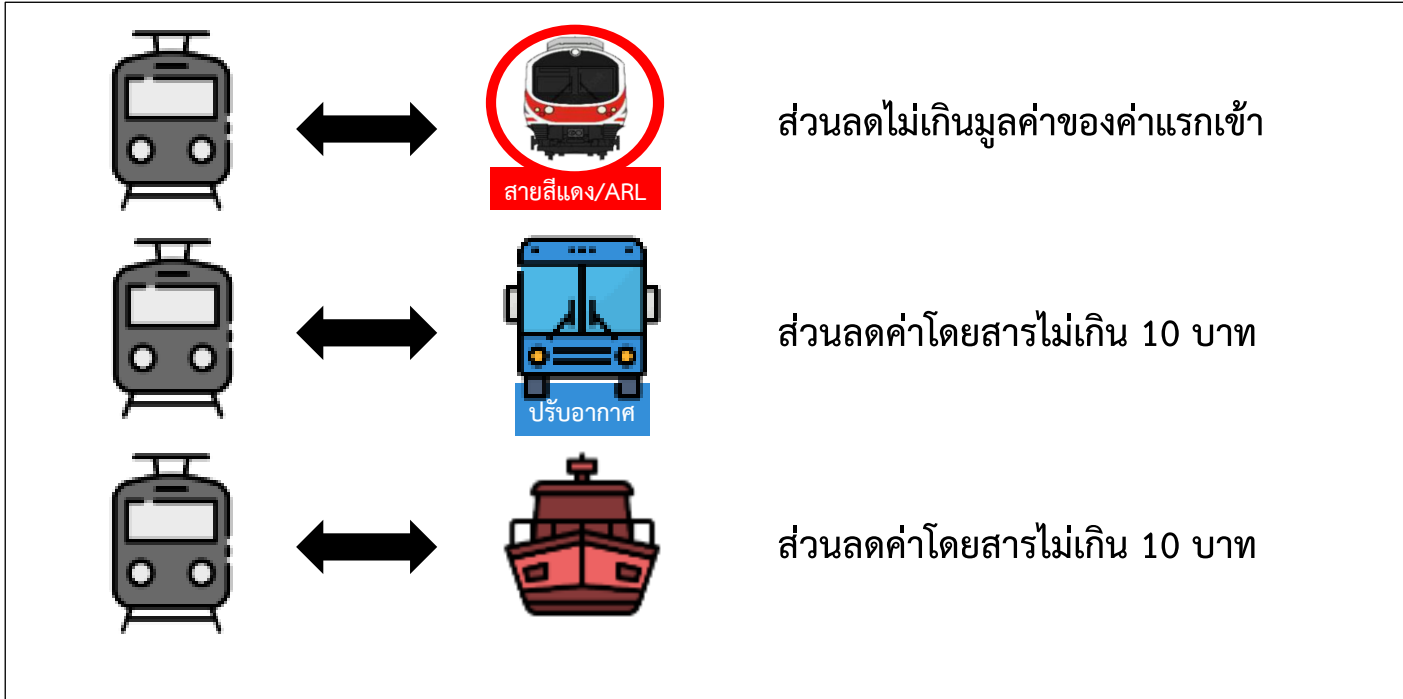 ส่วนลดไม่เกินมูลค่าของค่าแรกเข้า
สายสีแดง/ARL
ส่วนลดค่าโดยสารไม่เกิน 10 บาท
ปรับอากาศ
ส่วนลดค่าโดยสารไม่เกิน 10 บาท